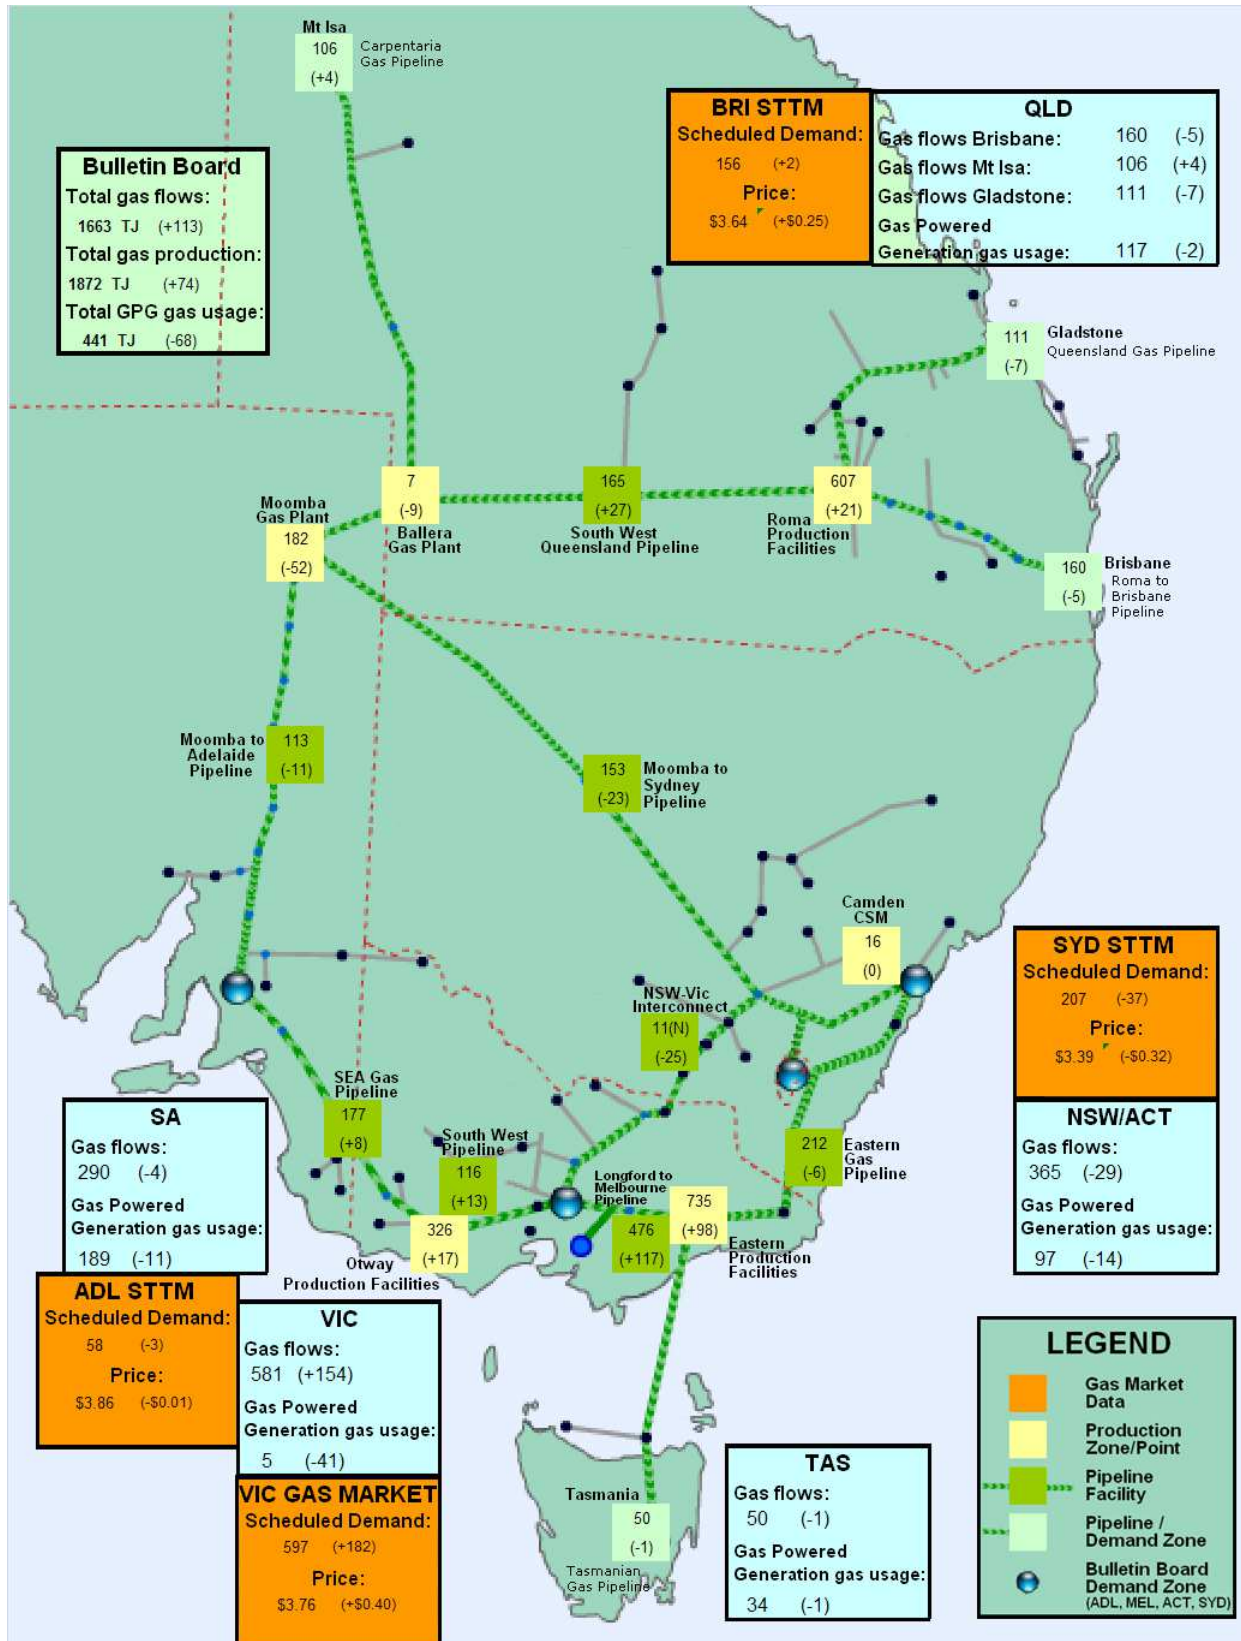 Mt Isa
106
(+4)
Carpentaria
Gas Pipeline
Bulletin Board
Total gas flows:
1663 TJ (+113)
Total gas production:
1872 TJ (+74)
Total GPG gas usage:
441 TJ (-68)
BRI STTM
Scheduled Demand:
156 (+2)
Price:
$3.64 (+$0.25)
QLD
Gas flows Brisbane: 160 (-5)
Gas flows Mt Isa: 106 (+4)
Gas flows Gladstone: 111 (-7)
Gas Powered
Generation gas usage: 117 (-2)
111
(-7)
Gladstone
Queensland Gas Pipeline
Moomba
Gas Plant
182
(-52)
7
(-9)
Ballera
Gas Plant
165
(+27)
South West
Queensland Pipeline
607
(+21)
Roma
Production
Facilities
160
(-5)
Brisbane
Roma to
Brisbane
Pipeline
Moomba to
Adelaide
Pipeline
113
(-11)
153
(-23)
Moomba to
Sydney
Pipeline
Camden
CSM
16
(0)
NSW-Vic
Interconnect
11(N)
(-25)
SYD STTM
Scheduled Demand:
207 (-37)
Price:
$3.39 (-$0.32)
NSW/ACT
Gas flows:
365 (-29)
Gas Powered
Generation gas usage:
97 (-14)
SEA Gas
Pipeline
177
(+8)
South West
Pipeline
116
(+13)
Longford to
Melbourne
Pipeline
476
(+117)
735
(+98)
Eastern
Production
Facilities
212
(-6)
Eastern
Gas
Pipeline
326
(+17)
Otway
Production Facilities
SA
Gas flows:
290 (-4)
Gas Powered
Generation gas usage:
189 (-11)
ADL STTM
Scheduled Demand:
58 (-3)
Price:
$3.86 (-$0.01)
VIC
Gas flows:
581 (+154)
Gas Powered
Generation gas usage:
5 (-41)
VIC GAS MARKET
Scheduled Demand:
597 (+182)
Price:
$3.76 (+$0.40)
Tasmania
50
(-1)
Tasmanian
Gas Pipeline
TAS
Gas flows:
50 (-1)
Gas Powered
Generation gas usage:
34 (-1)
LEGEND
Gas Market
Data
Production
Zone/Point
Pipeline
Facility
Pipeline /
Demand Zone
Bulletin Board
Demand Zone
(ADL, MEL, ACT, SYD)